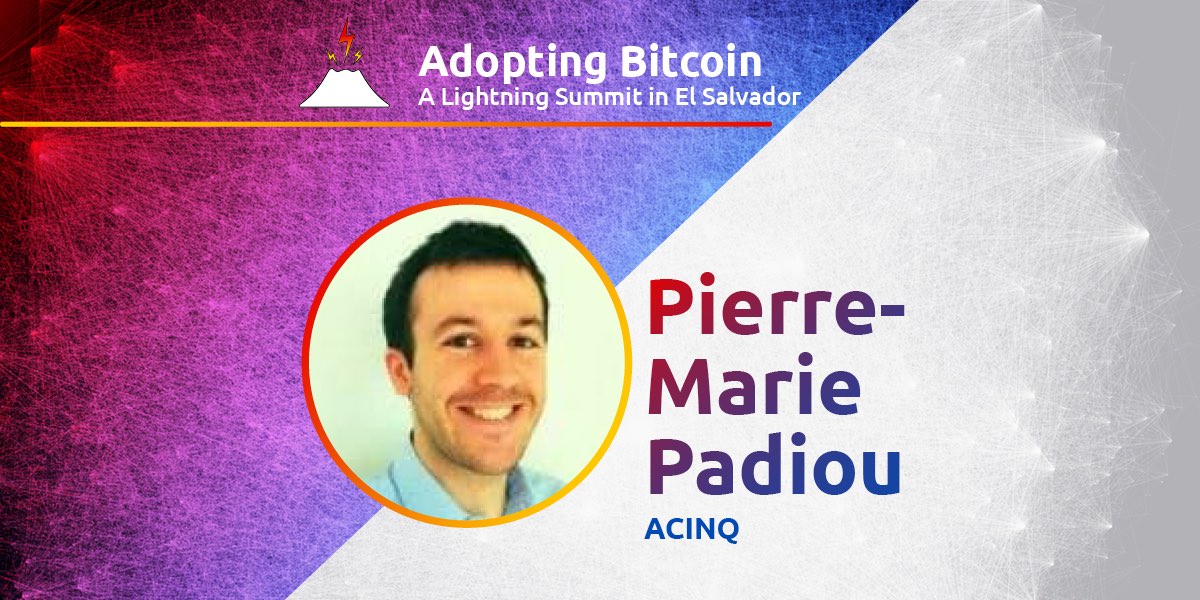 Adopting Bitcoin
A Lightning Summit in El Salvador
Pierre-
Marie
Padiou
ACINQ